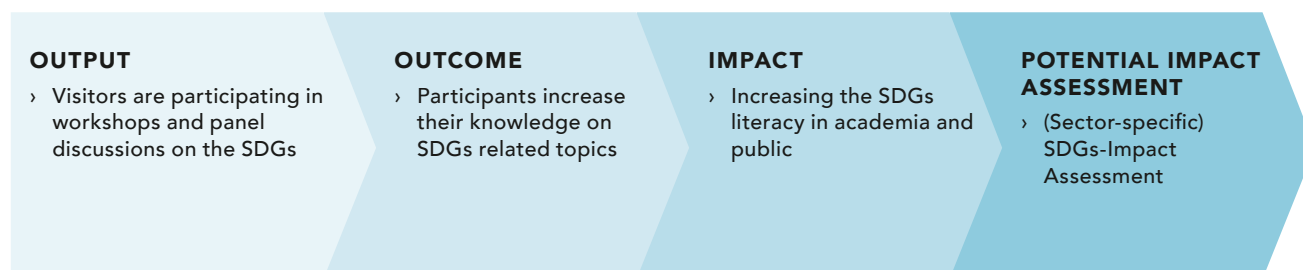 OUTPUT
› Visitors are participating in
workshops and panel
discussions on the SDGs
OUTCOME
› Participants increase
their knowledge on
SDGs related topics
IMPACT
› Increasing the SDGs
literacy in academia and
public
POTENTIAL IMPACT
ASSESSMENT
› (Sector-specific)
SDGs-Impact
Assessment